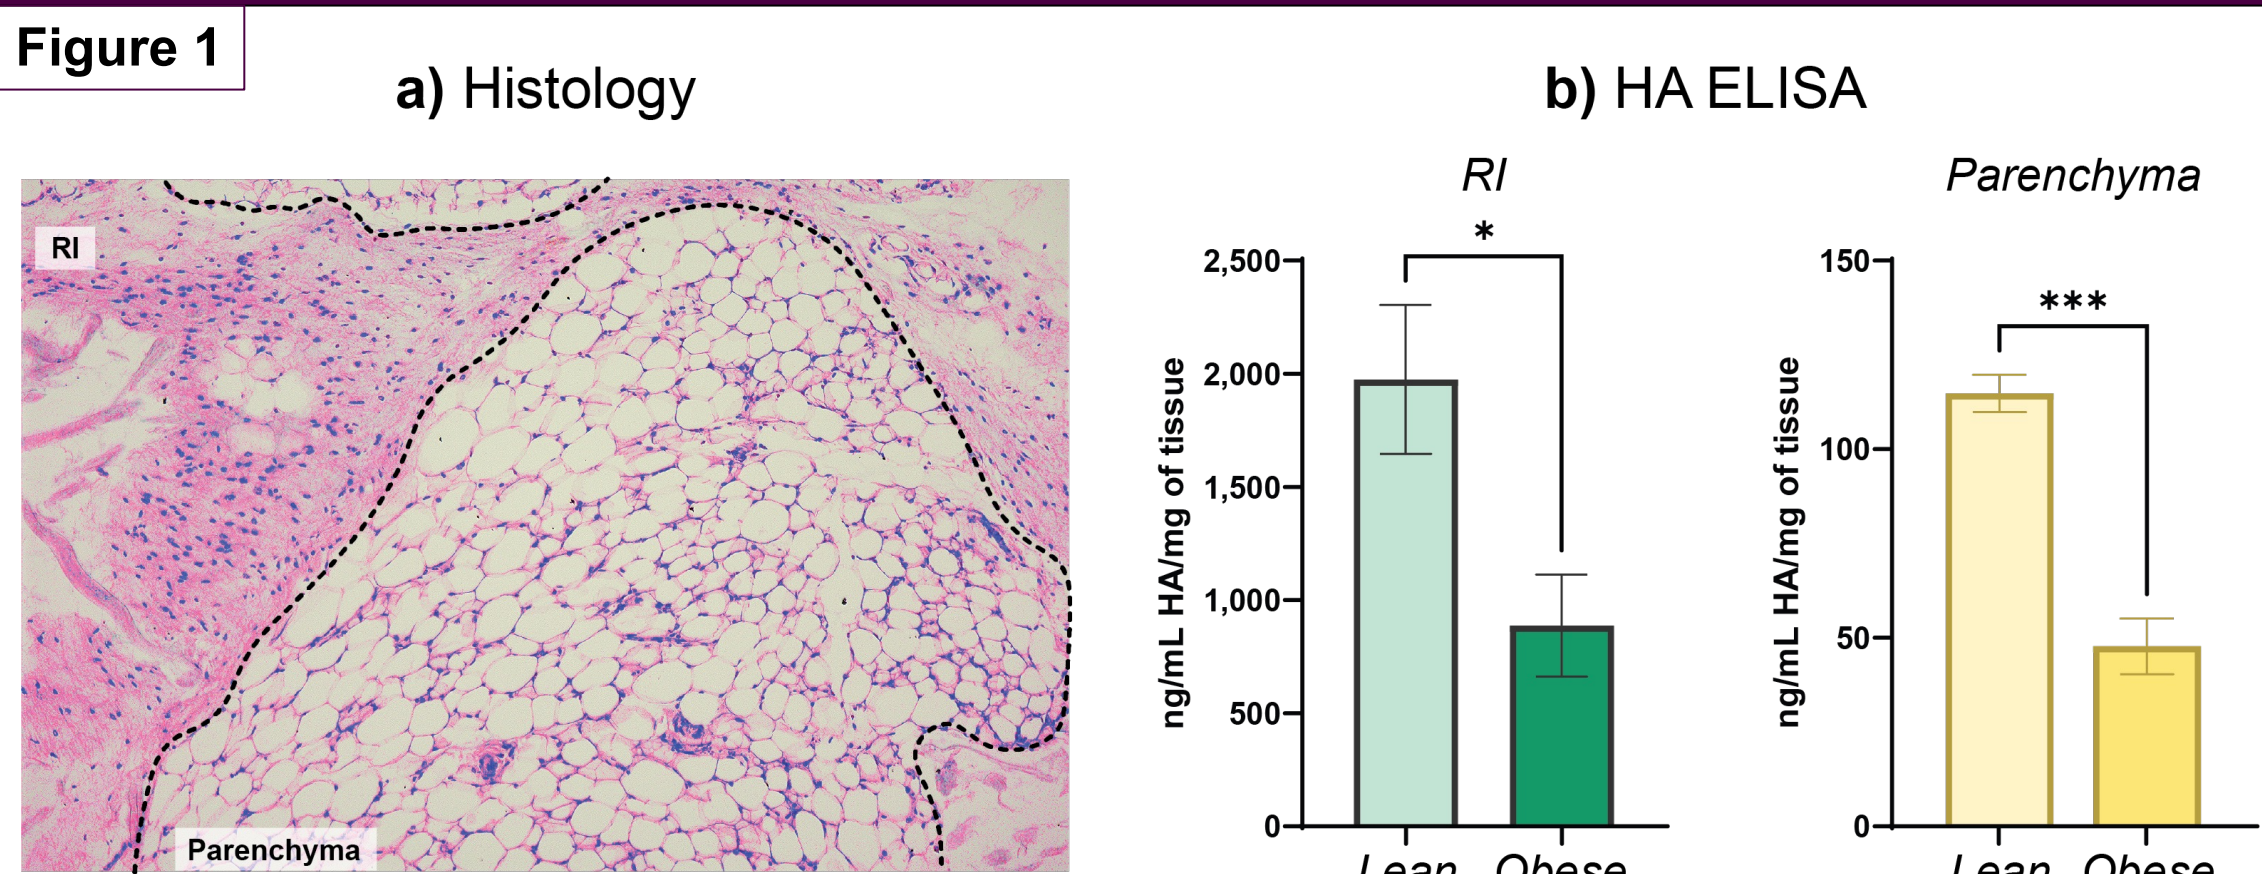 Figure 1
a) Histology
RI
Parenchyma
b) HA ELISA
RI
*
ng/mL HA/mg of tissue
2,500
2,000
1,500
1,000
500
0
Lean Obese
Parenchyma
***
ng/mL HA/mg of tissue
150
100
50
0
Lean Obese